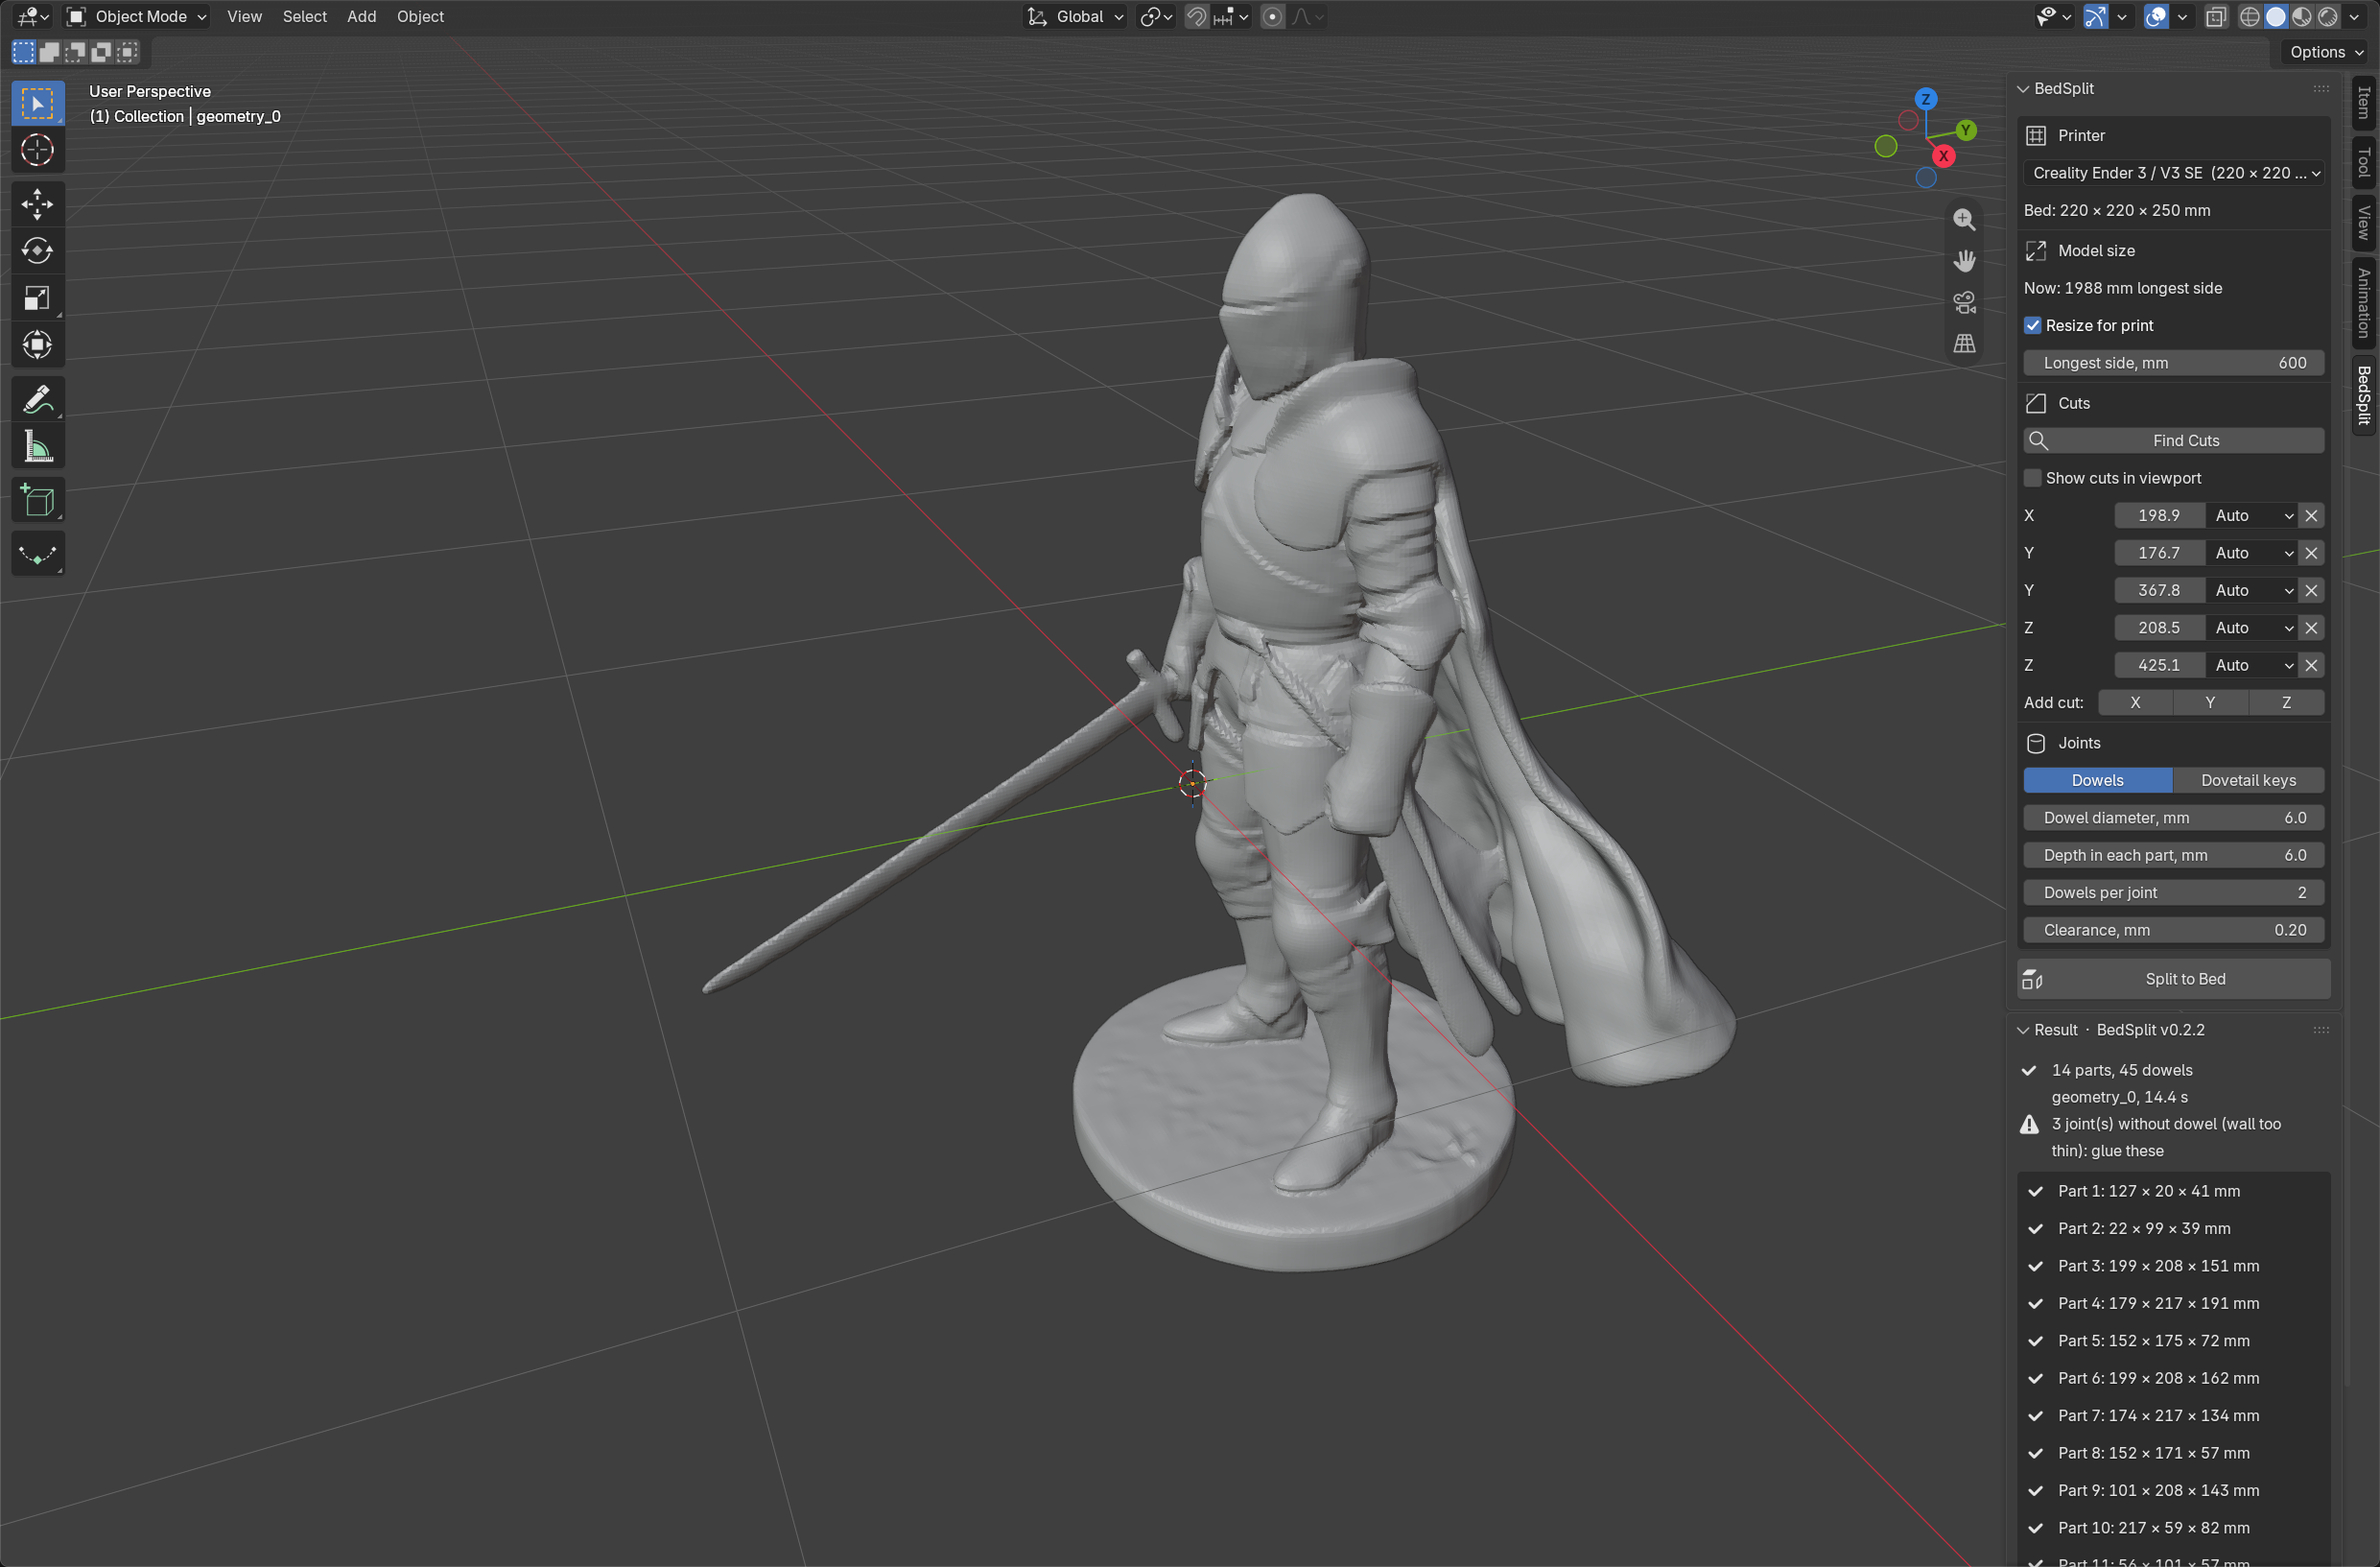 Object Mode View Select Add Object Global
Options
User Perspective
(1) Collection | geometry_0
Z
Y
X
Item
Tool
View
Animation
BedSplit
BedSplit
Printer
Creality Ender 3 / V3 SE (220 × 220 ...
Bed: 220 × 220 × 250 mm
Model size
Now: 1988 mm longest side
Resize for print
Longest side, mm 600
Cuts
Find Cuts
Show cuts in viewport
X 198.9 Auto
Y 176.7 Auto
Y 367.8 Auto
Z 208.5 Auto
Z 425.1 Auto
Add cut: X Y Z
Joints
Dowels Dovetail keys
Dowel diameter, mm 6.0
Depth in each part, mm 6.0
Dowels per joint 2
Clearance, mm 0.20
Split to Bed
Result · BedSplit v0.2.2
14 parts, 45 dowels
geometry_0, 14.4 s
3 joint(s) without dowel (wall too
thin): glue these
Part 1: 127 × 20 × 41 mm
Part 2: 22 × 99 × 39 mm
Part 3: 199 × 208 × 151 mm
Part 4: 179 × 217 × 191 mm
Part 5: 152 × 175 × 72 mm
Part 6: 199 × 208 × 162 mm
Part 7: 174 × 217 × 134 mm
Part 8: 152 × 171 × 57 mm
Part 9: 101 × 208 × 143 mm
Part 10: 217 × 59 × 82 mm
Part 11: 56 × 101 × 57 mm